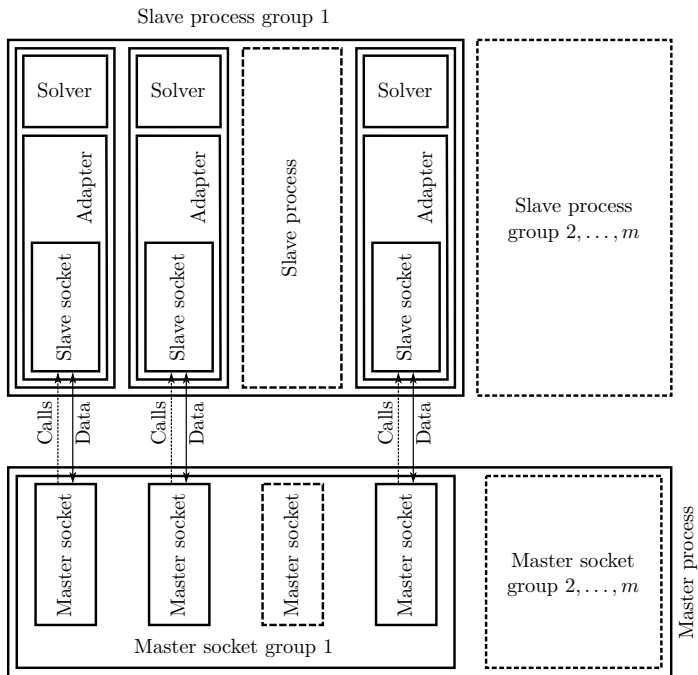 Slave process group 1
Solver
Solver
Solver
Adapter
Adapter
Slave process
Adapter
Slave process
group 2, . . . , m
Slave socket
Slave socket
Slave socket
Calls
Data
Calls
Data
Calls
Data
Master socket
Master socket
Master socket
Master socket
Master socket
group 2, . . . , m
Master process
Master socket group 1